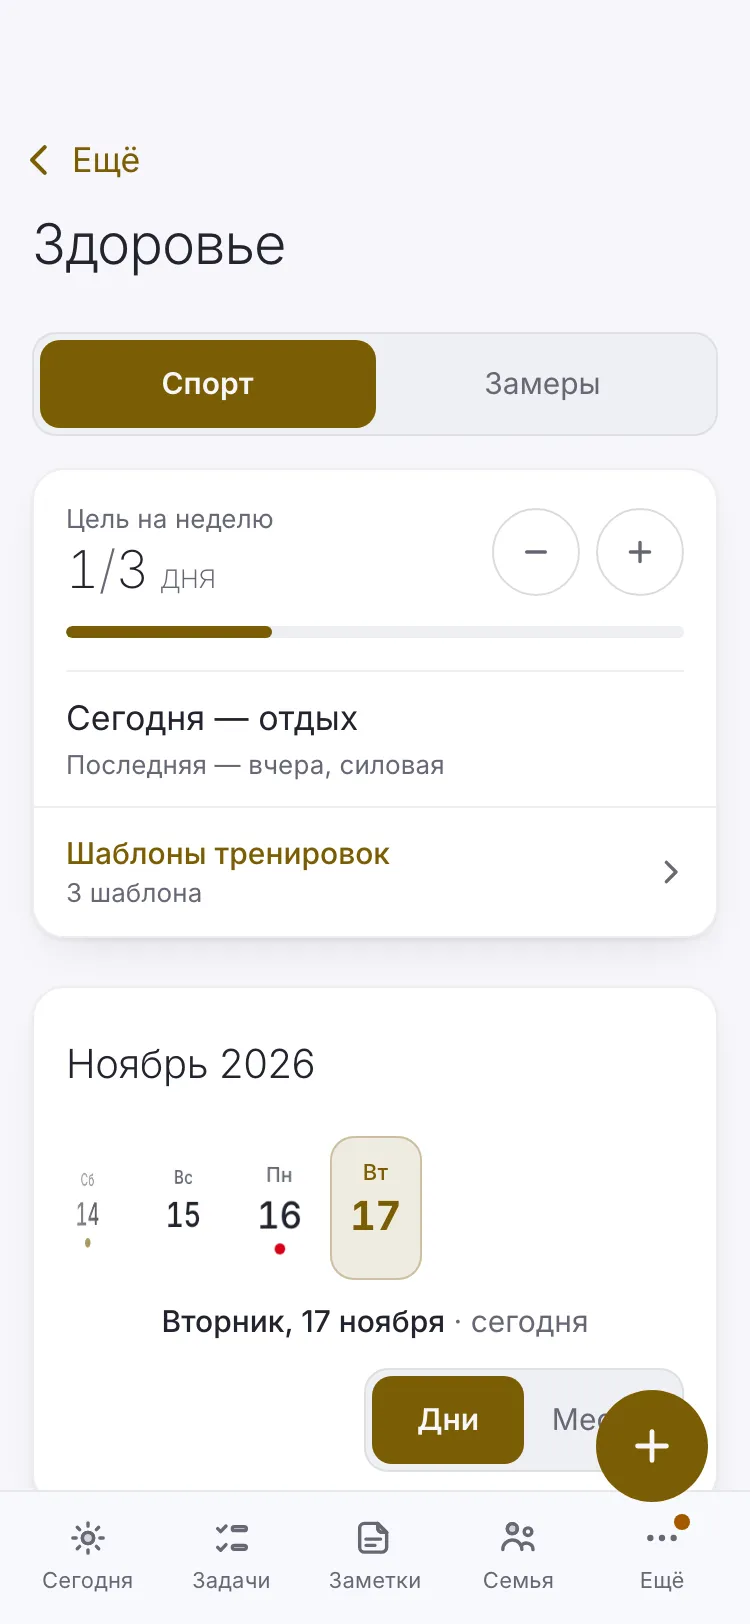 Ещё
Здоровье
Спорт
Замеры
Цель на неделю
1/3 дня
Сегодня — отдых
Последняя — вчера, силовая
Шаблоны тренировок
3 шаблона
Ноябрь 2026
Сб Вс Пн Вт
14 15 16 17
Вторник, 17 ноября · сегодня
Дни
Сегодня Задачи Заметки Семья Ещё